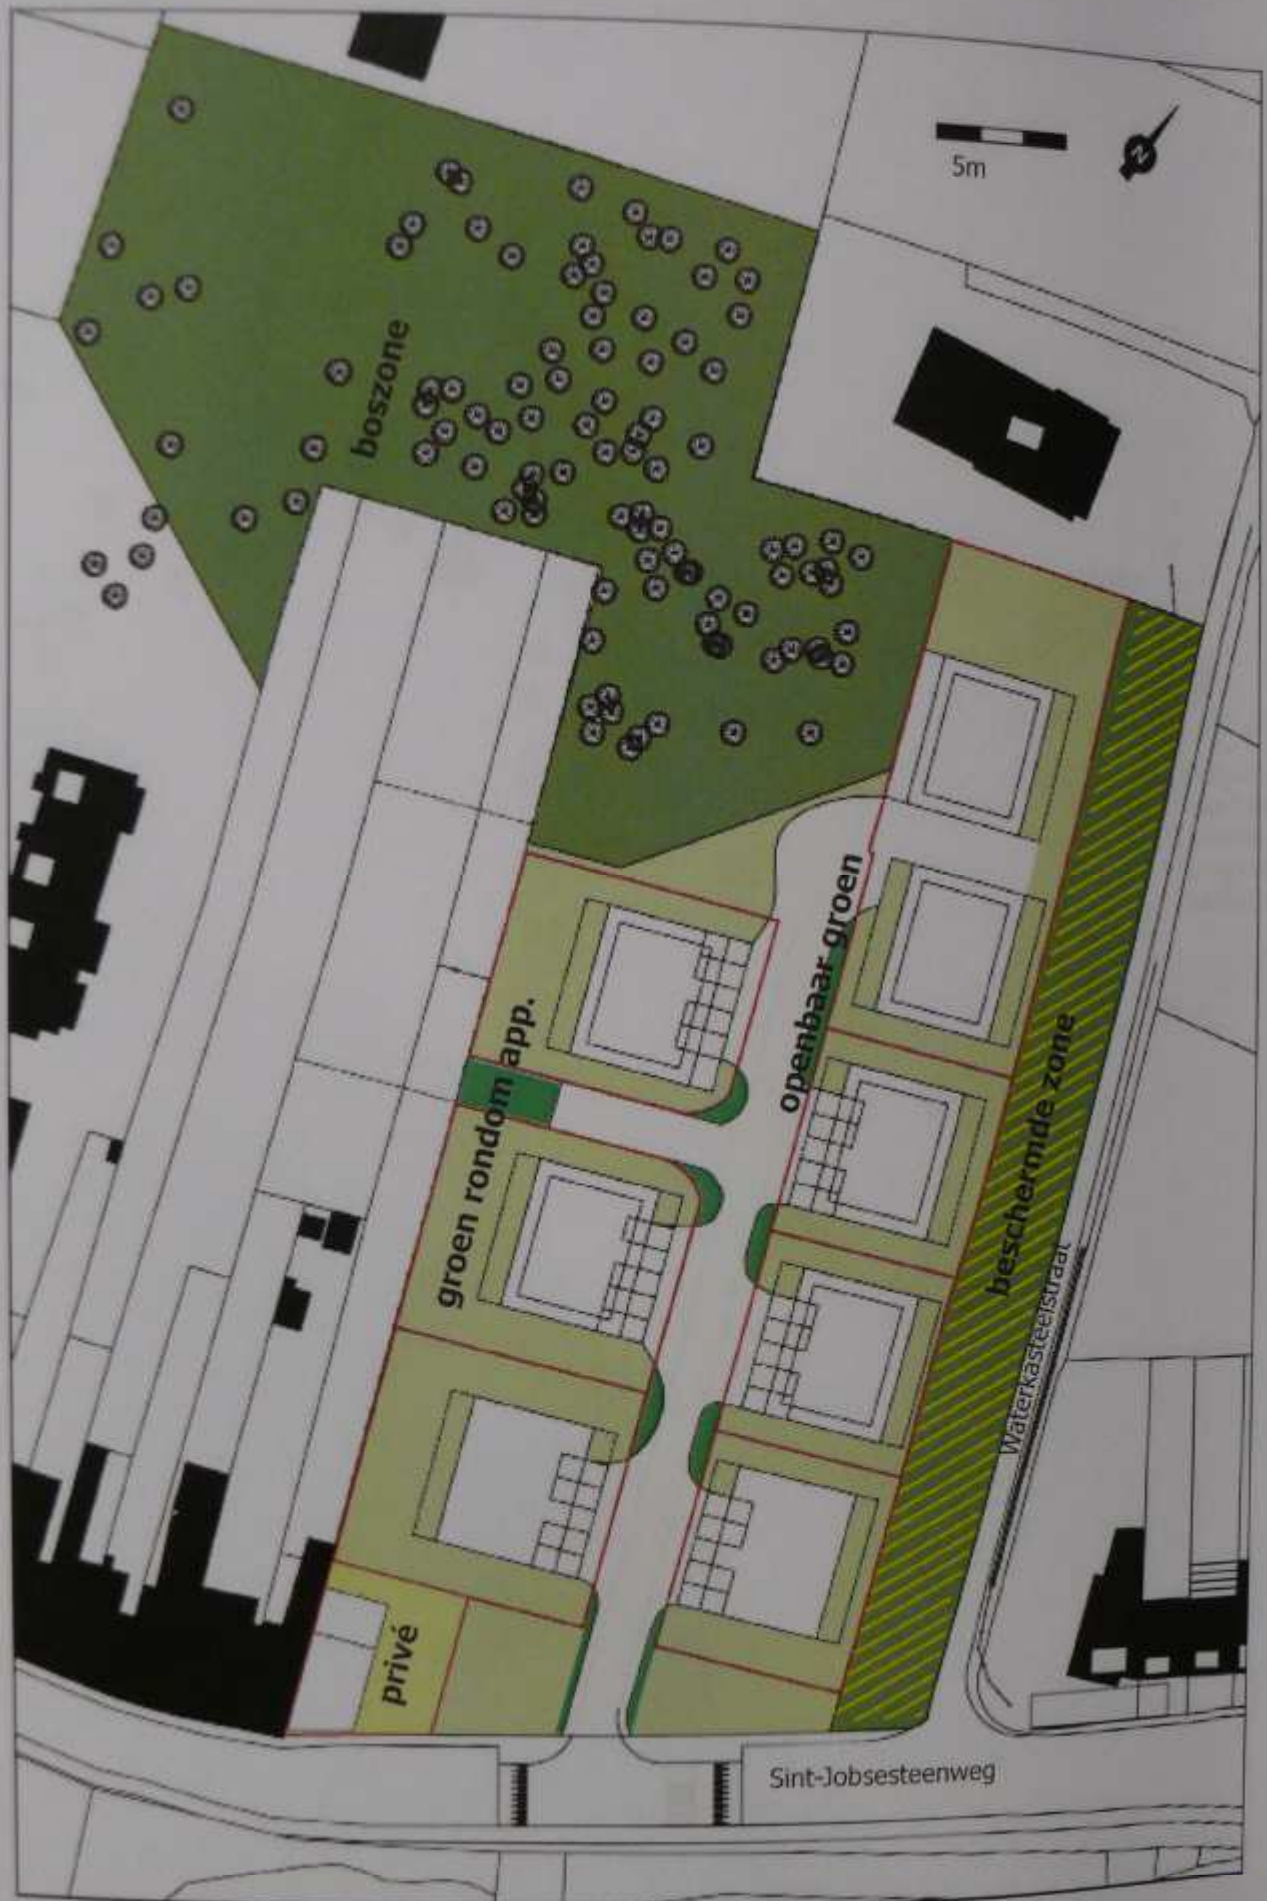 N
5m
boszone
openbaar groen
groen rondom app.
beschermde zone
Waterkasteelstraat
privé
Sint-Jobsesteenweg